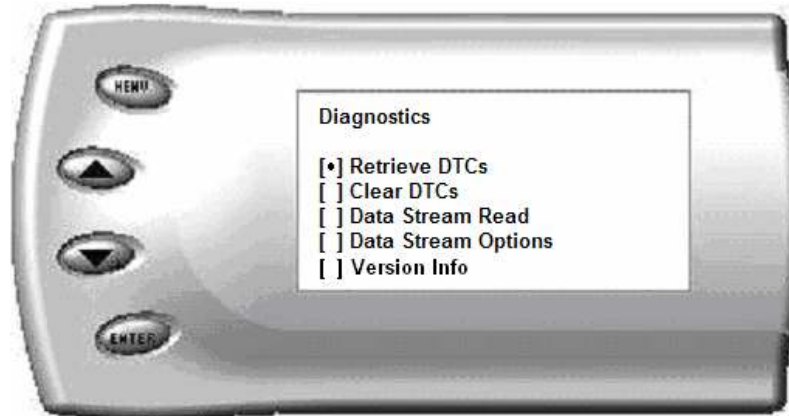 MENU
Diagnostics
[•] Retrieve DTCs
[ ] Clear DTCs
[ ] Data Stream Read
[ ] Data Stream Options
[ ] Version Info
ENTER